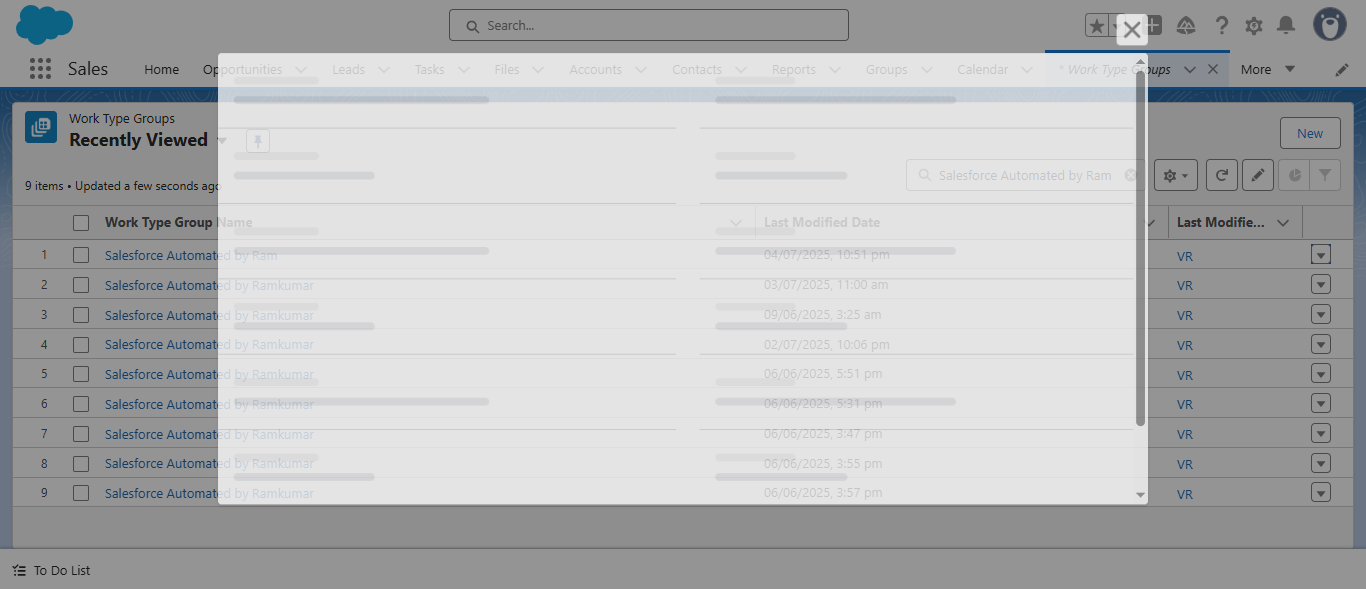 Search...
Sales
Home
Opportunities
Leads
Tasks
Files
Accounts
Contacts
Reports
Groups
Calendar
* Work Type Groups
More
Work Type Groups
Recently Viewed
New
9 items • Updated a few seconds ago
Salesforce Automated by Ram
Work Type Group Name
Last Modified Date
Last Modifie...
1 Salesforce Automated by Ram 04/07/2025, 10:51 pm VR
2 Salesforce Automated by Ramkumar 03/07/2025, 11:00 am VR
3 Salesforce Automated by Ramkumar 09/06/2025, 3:25 am VR
4 Salesforce Automated by Ramkumar 02/07/2025, 10:06 pm VR
5 Salesforce Automated by Ramkumar 06/06/2025, 5:51 pm VR
6 Salesforce Automated by Ramkumar 06/06/2025, 5:31 pm VR
7 Salesforce Automated by Ramkumar 06/06/2025, 3:47 pm VR
8 Salesforce Automated by Ramkumar 06/06/2025, 3:55 pm VR
9 Salesforce Automated by Ramkumar 06/06/2025, 3:57 pm VR
To Do List